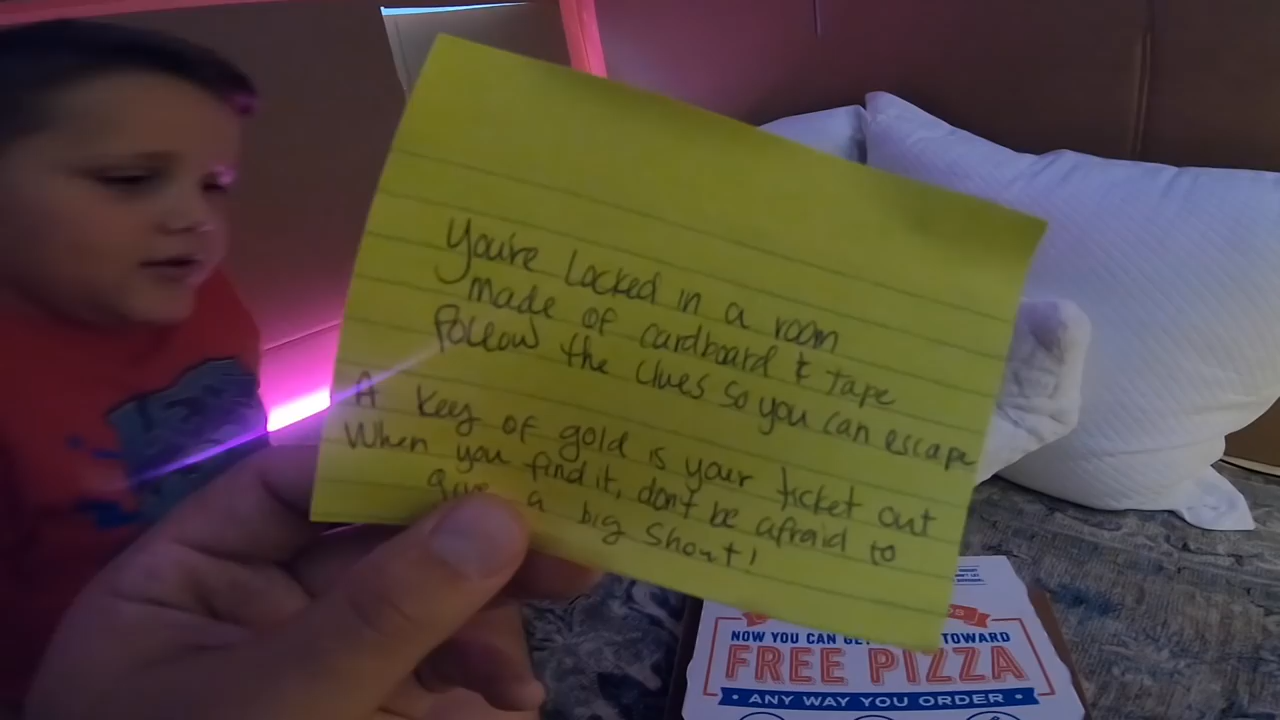 You're Locked in a room
made of cardboard & tape
Follow the clues so you can escape
A key of gold is your ticket out
When you find it, don't be afraid to
give a big shout!
NOW YOU CAN GET TOWARD
FREE PIZZA
ANY WAY YOU ORDER